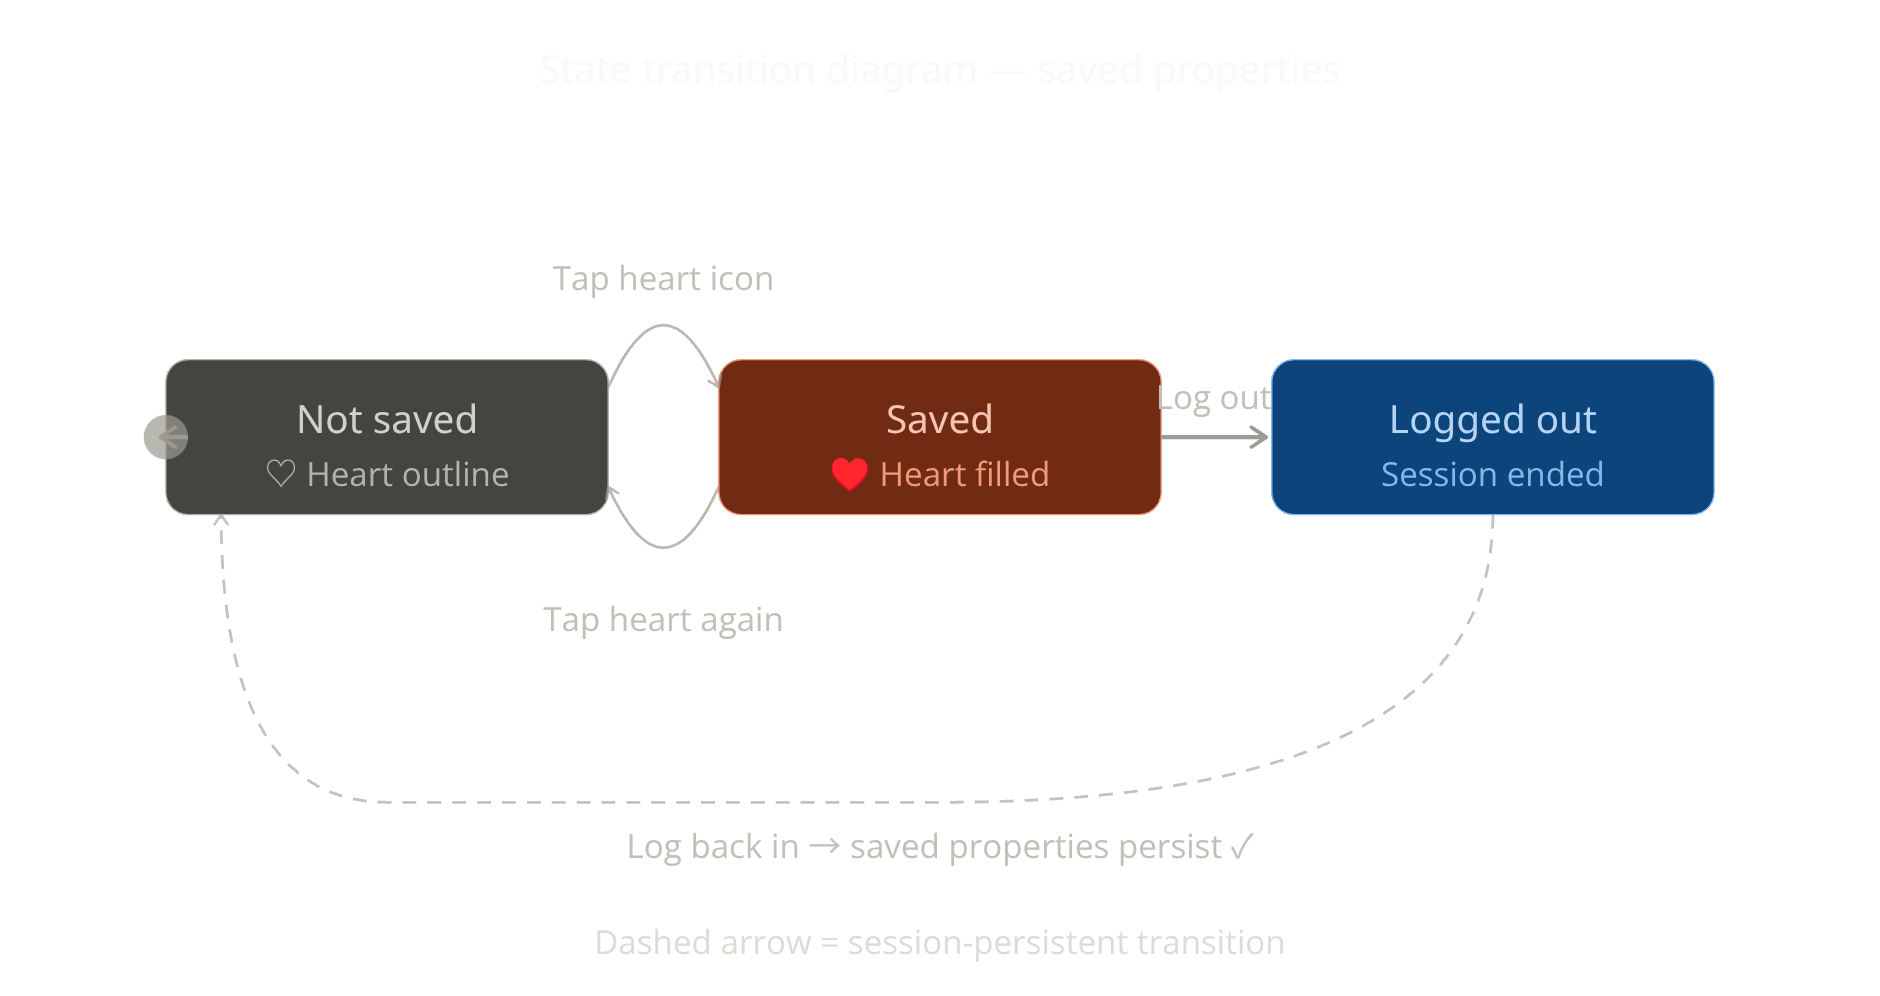 State transition diagram — saved properties
Tap heart icon
Not saved
♡ Heart outline
Saved
❤️ Heart filled
Log out
Logged out
Session ended
Tap heart again
Log back in → saved properties persist ✓
Dashed arrow = session-persistent transition